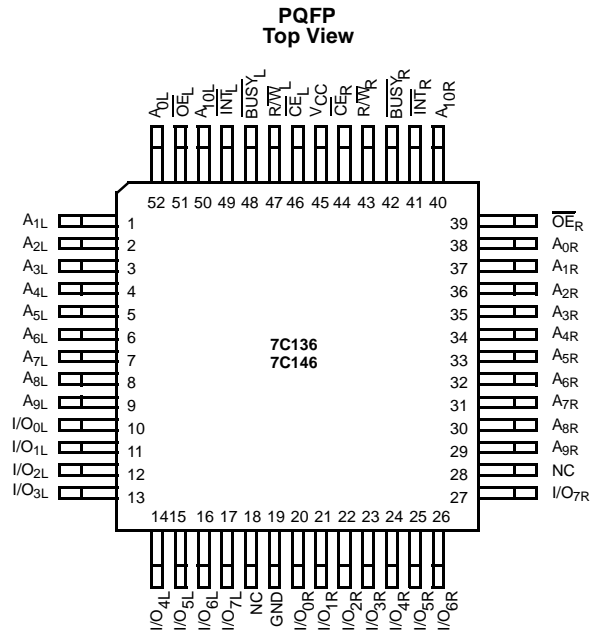 PQFP
Top View
A0L
OEL
A10L
INTL
BUSYL
R/WL
CEL
VCC
CER
R/WR
BUSYR
INTR
A10R
52 51 50 49 48 47 46 45 44 43 42 41 40
A1L 1
A2L 2
A3L 3
A4L 4
A5L 5
A6L 6
A7L 7
A8L 8
A9L 9
I/O0L 10
I/O1L 11
I/O2L 12
I/O3L 13
7C136
7C146
39 OER
38 A0R
37 A1R
36 A2R
35 A3R
34 A4R
33 A5R
32 A6R
31 A7R
30 A8R
29 A9R
28 NC
27 I/O7R
14 15 16 17 18 19 20 21 22 23 24 25 26
I/O4L
I/O5L
I/O6L
I/O7L
NC
GND
I/O0R
I/O1R
I/O2R
I/O3R
I/O4R
I/O5R
I/O6R